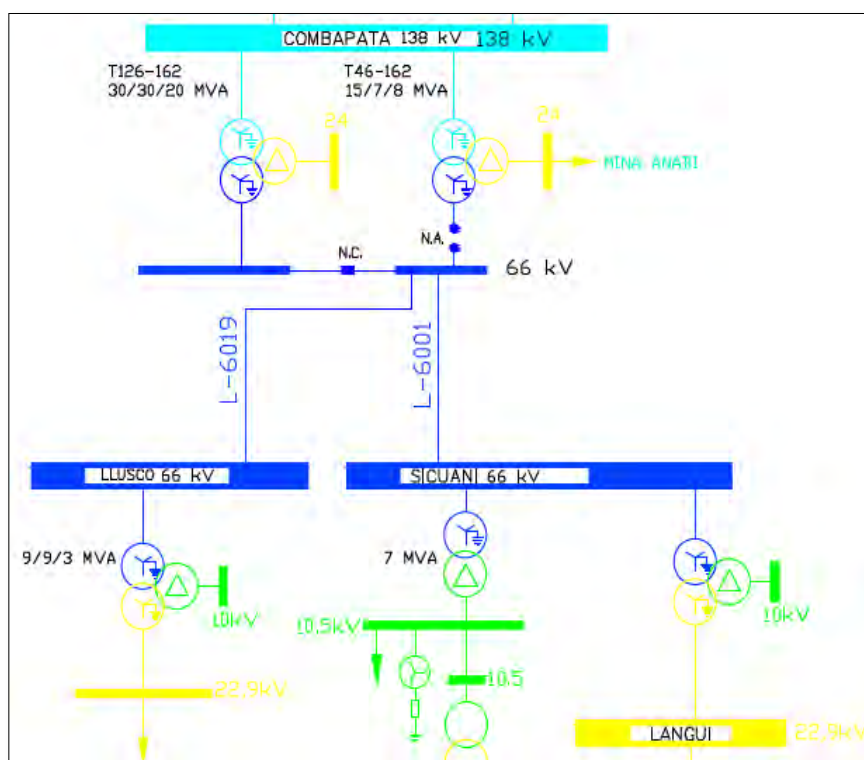 COMBAPATA 138 kV 138 kV
T126-162
30/30/20 MVA
T46-162
15/7/8 MVA
24
24
MINA ANABI
N.C.
N.A.
66 kV
L-6019
L-6001
LLUSCO 66 kV
SICUANI 66 kV
9/9/3 MVA
7 MVA
10kV
10kV
10.5kV
10.5
22.9kV
LANGUI
22.9kV